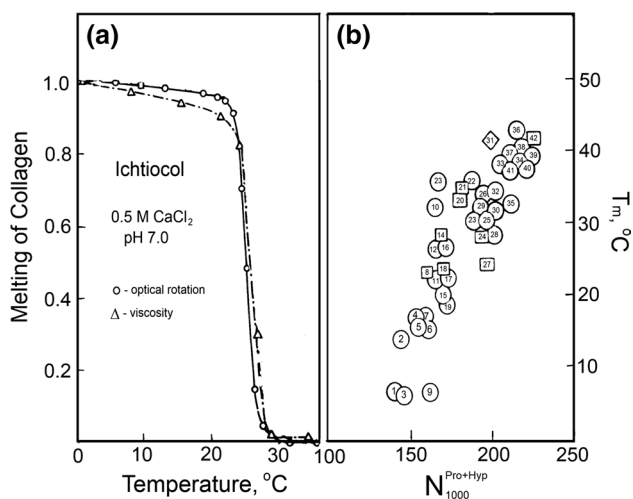 (a)
1.0
0.8
0.6
0.4
0.2
0
Melting of Collagen
Ichtiocol
0.5 M CaCl2
pH 7.0
o - optical rotation
△ - viscosity
0 10 20 30
Temperature, °C
(b)
50
40
30
20
10
Tm, °C
36
31 42
37 38
33 34 39
41 40
23 21 22
20 26 32
10 29 30 35
30 25
24 28
14
12 16
27
8 18
11 17
15
19
4 7
5 6
2
1 3 9
100 150 200 250
N Pro+Hyp 1000